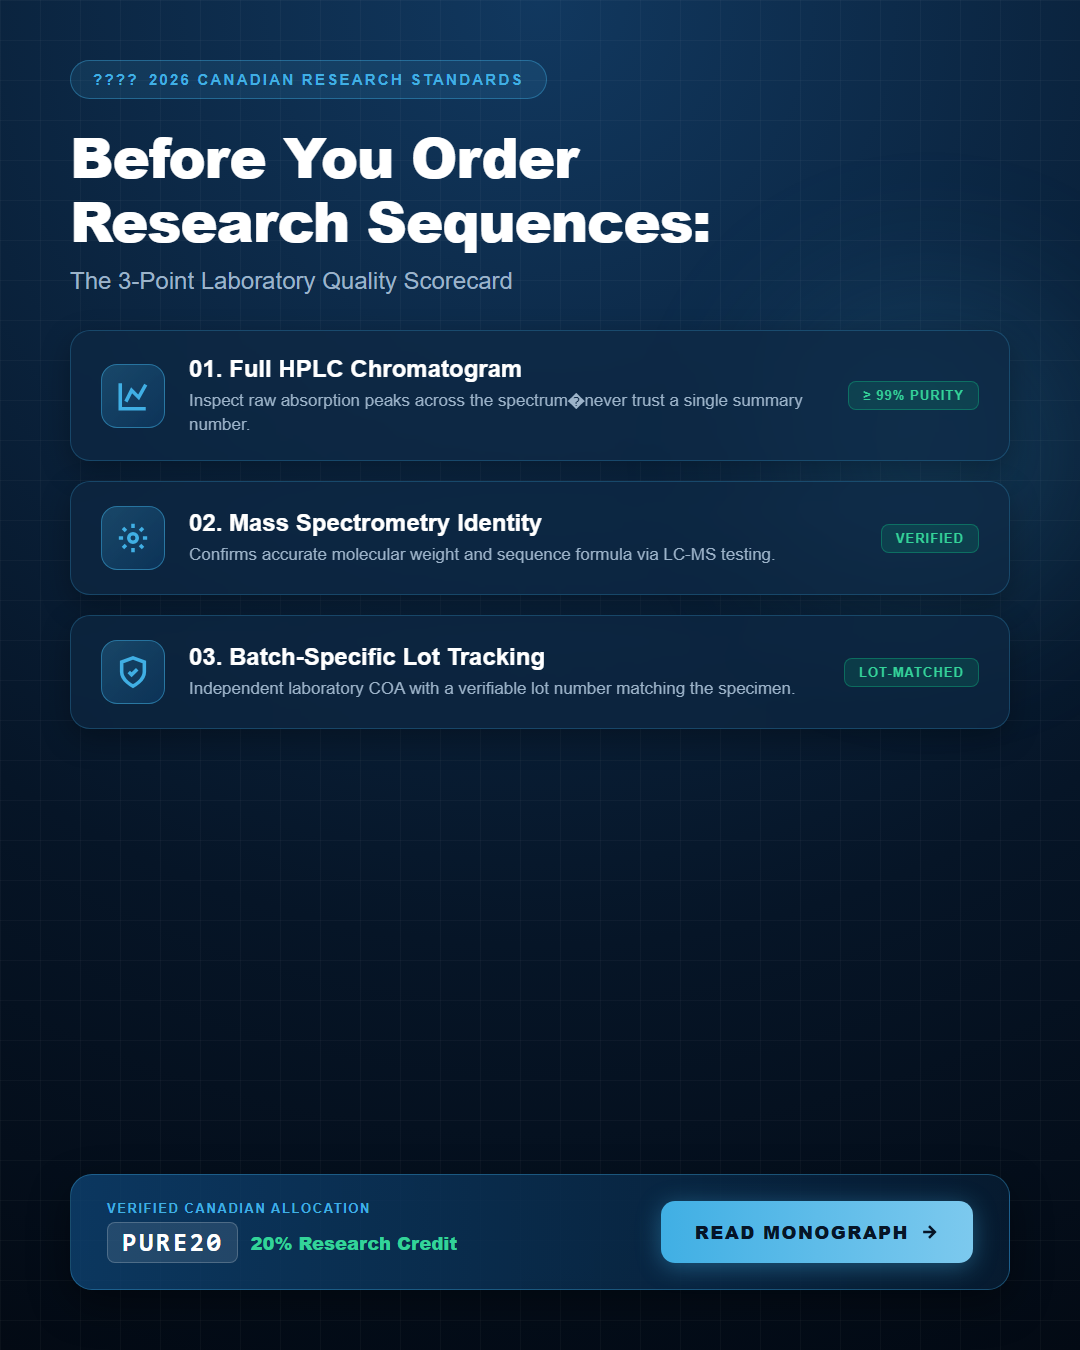 ???? 2026 CANADIAN RESEARCH STANDARDS
Before You Order
Research Sequences:
The 3-Point Laboratory Quality Scorecard
01. Full HPLC Chromatogram
Inspect raw absorption peaks across the spectrum�never trust a single summary
number.
≥ 99% PURITY
02. Mass Spectrometry Identity
Confirms accurate molecular weight and sequence formula via LC-MS testing.
VERIFIED
03. Batch-Specific Lot Tracking
Independent laboratory COA with a verifiable lot number matching the specimen.
LOT-MATCHED
VERIFIED CANADIAN ALLOCATION
PURE20 20% Research Credit
READ MONOGRAPH →